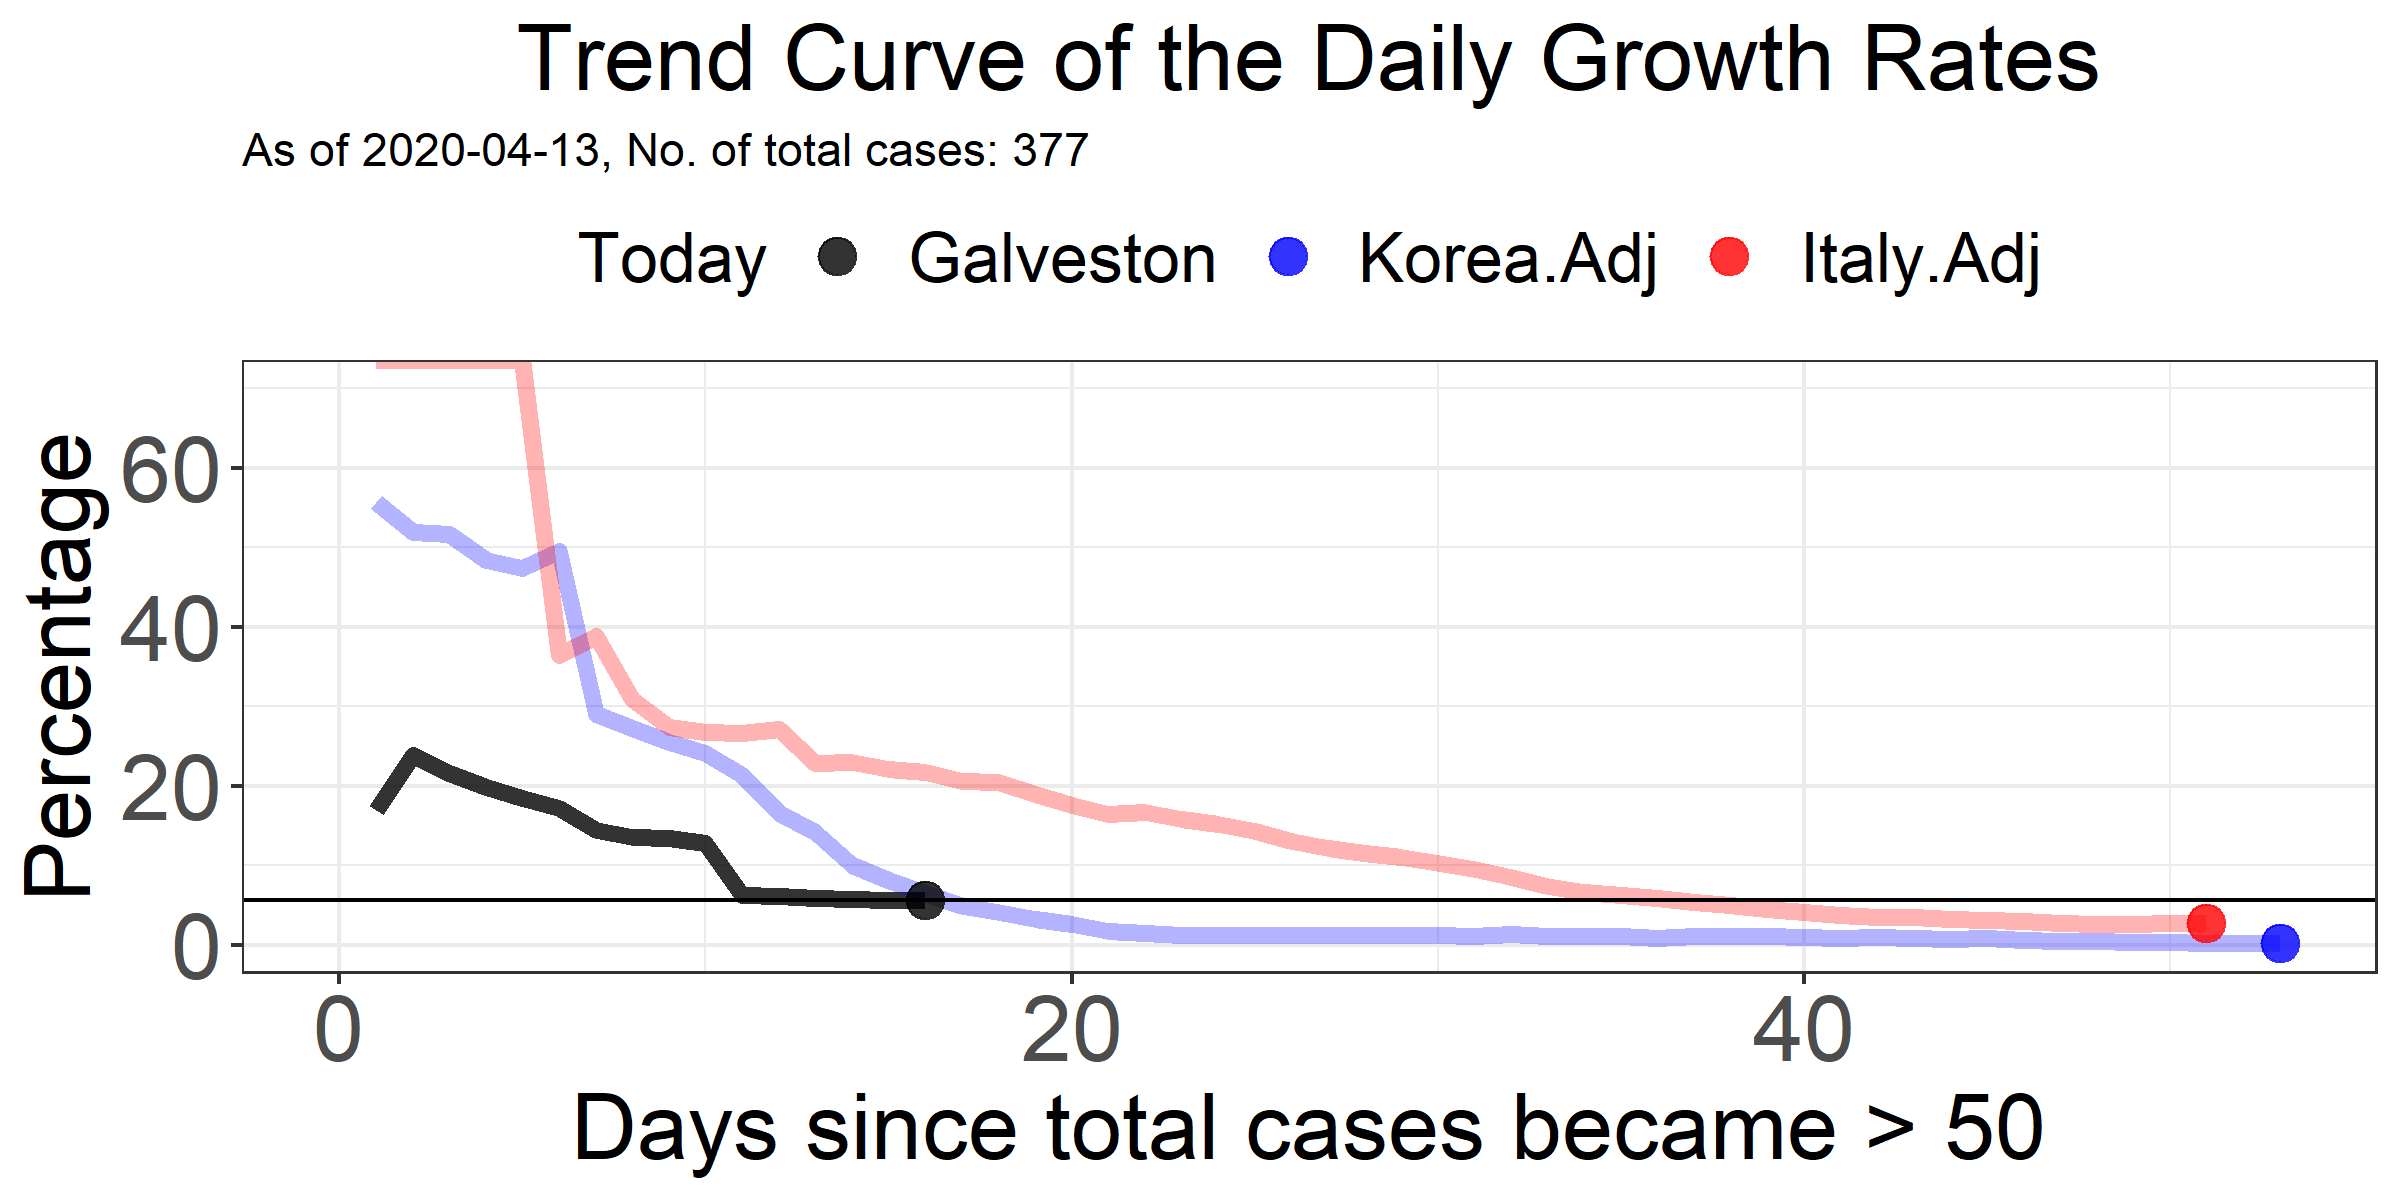 Trend Curve of the Daily Growth Rates
As of 2020-04-13, No. of total cases: 377
Today Galveston Korea.Adj Italy.Adj
Percentage
60
40
20
0
0 20 40
Days since total cases became > 50